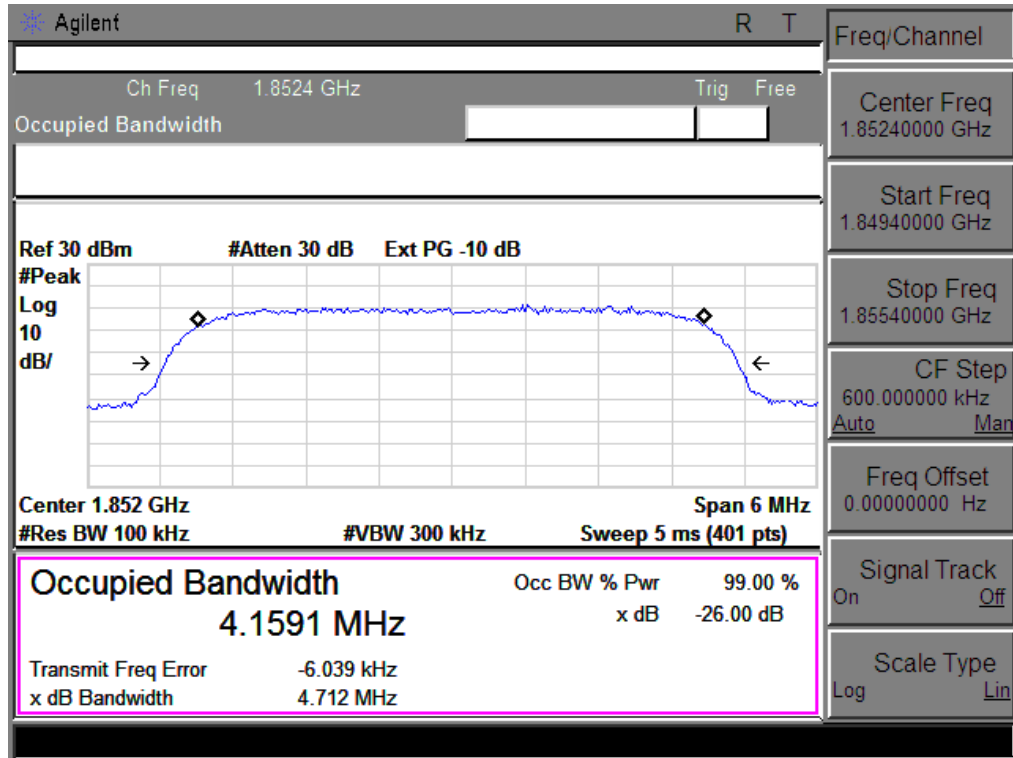 Agilent R T
Ch Freq 1.8524 GHz Trig Free
Occupied Bandwidth
Ref 30 dBm #Atten 30 dB Ext PG -10 dB
#Peak
Log
10
dB/
Center 1.852 GHz Span 6 MHz
#Res BW 100 kHz #VBW 300 kHz Sweep 5 ms (401 pts)
Occupied Bandwidth Occ BW % Pwr 99.00 %
4.1591 MHz x dB -26.00 dB
Transmit Freq Error -6.039 kHz
x dB Bandwidth 4.712 MHz
Freq/Channel
Center Freq
1.85240000 GHz
Start Freq
1.84940000 GHz
Stop Freq
1.85540000 GHz
CF Step
600.000000 kHz
Auto Man
Freq Offset
0.00000000 Hz
Signal Track
On Off
Scale Type
Log Lin